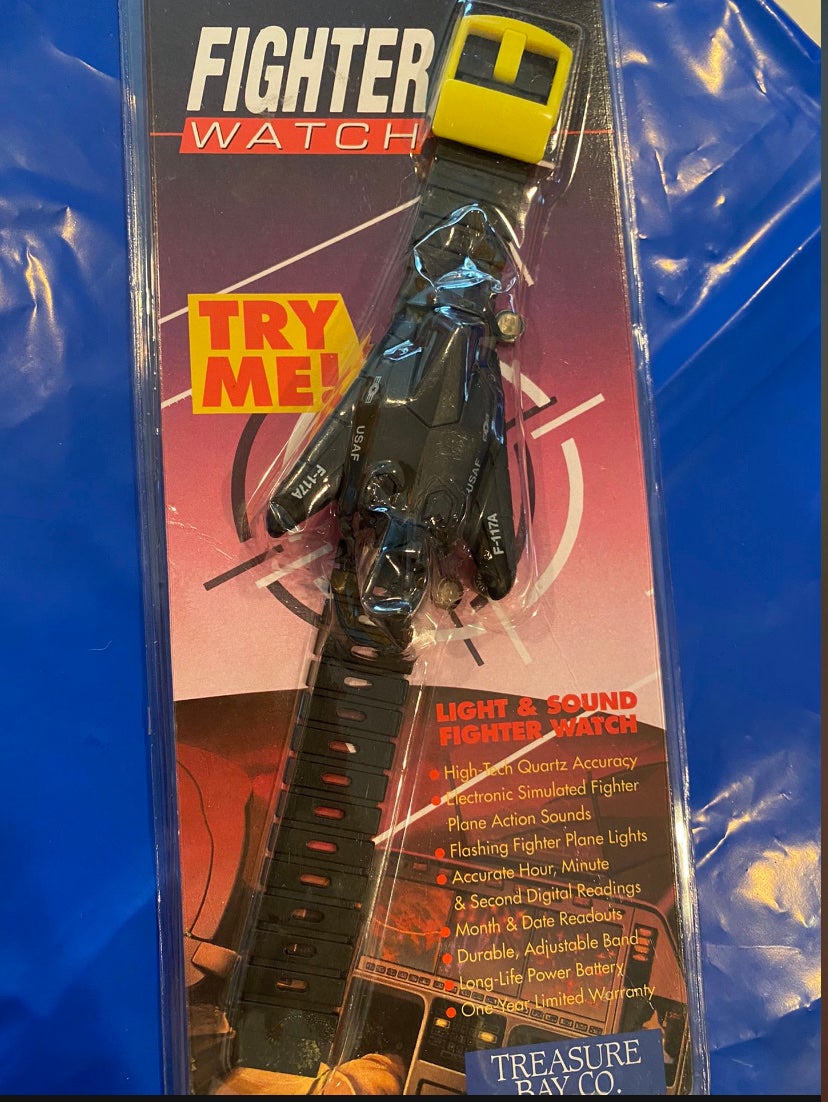 FIGHTER
WATCH
TRY
ME!
USAF
F-117A
USAF
F-117A
LIGHT & SOUND
FIGHTER WATCH
High-Tech Quartz Accuracy
Electronic Simulated Fighter
Plane Action Sounds
Flashing Fighter Plane Lights
Accurate Hour, Minute
& Second Digital Readings
Month & Date Readouts
Durable, Adjustable Band
Long-Life Power Battery
One-Year Limited Warranty
TREASURE
BAY CO.